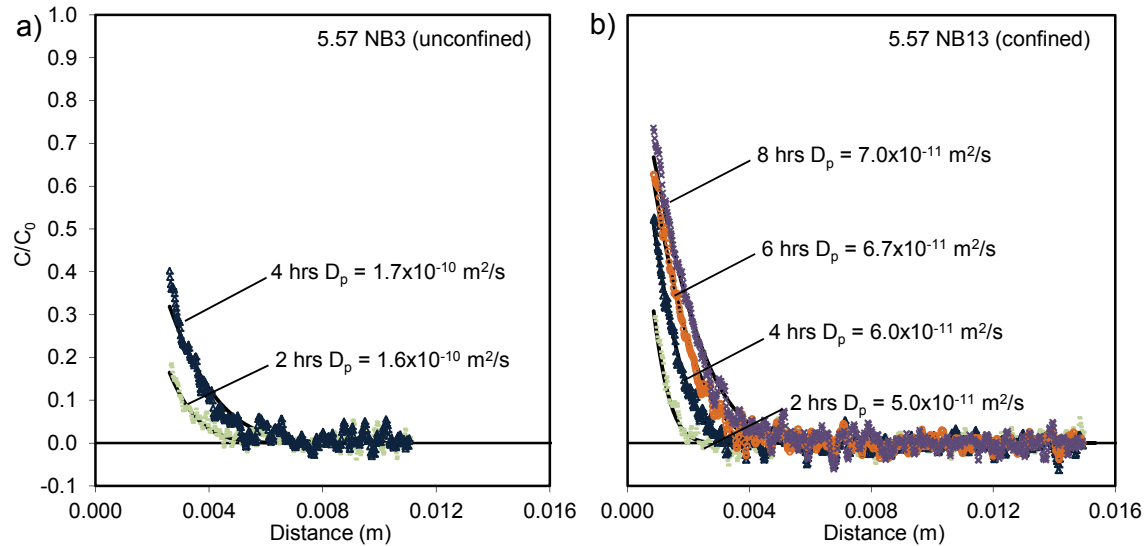 a)
5.57 NB3 (unconfined)
1.0
0.9
0.8
0.7
0.6
0.5
0.4
0.3
0.2
0.1
0.0
-0.1
C/C₀
4 hrs Dₚ = 1.7x10⁻¹⁰ m²/s
2 hrs Dₚ = 1.6x10⁻¹⁰ m²/s
0.000 0.004 0.008 0.012 0.016
Distance (m)
b)
5.57 NB13 (confined)
8 hrs Dₚ = 7.0x10⁻¹¹ m²/s
6 hrs Dₚ = 6.7x10⁻¹¹ m²/s
4 hrs Dₚ = 6.0x10⁻¹¹ m²/s
2 hrs Dₚ = 5.0x10⁻¹¹ m²/s
0.000 0.004 0.008 0.012 0.016
Distance (m)